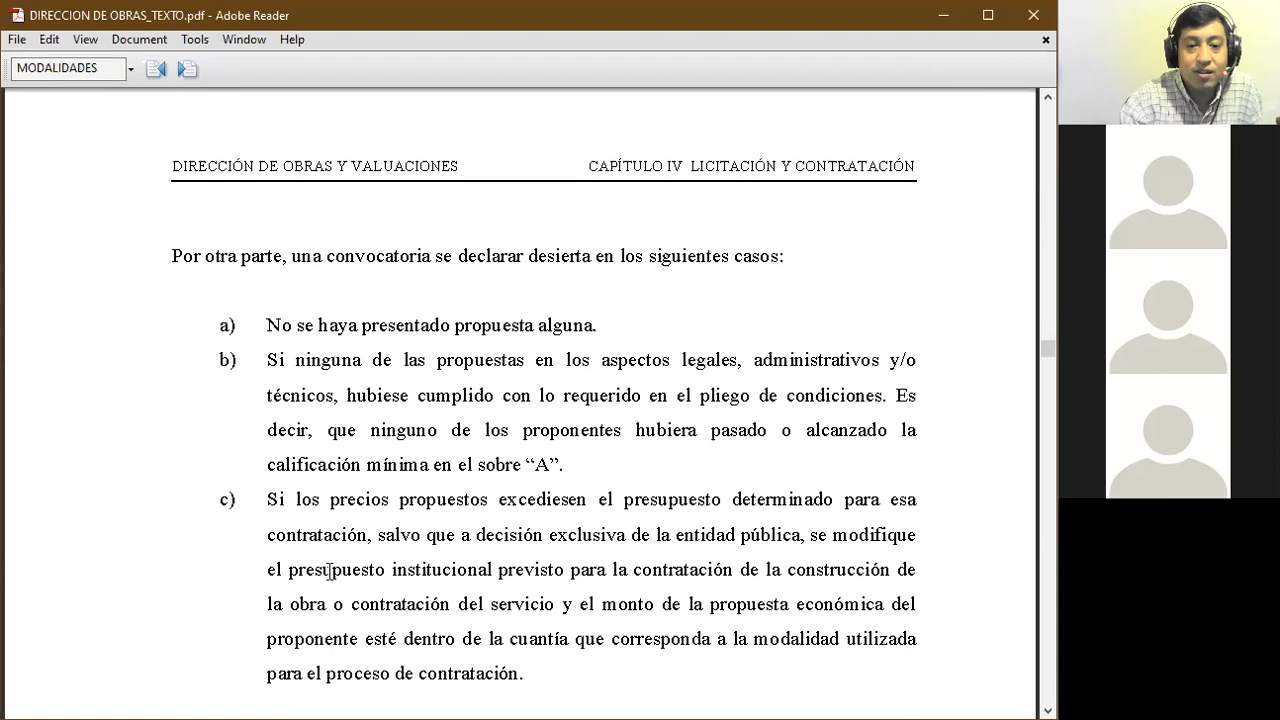 DIRECCION DE OBRAS_TEXTO.pdf - Adobe Reader
File Edit View Document Tools Window Help
MODALIDADES
DIRECCIÓN DE OBRAS Y VALUACIONES CAPÍTULO IV LICITACIÓN Y CONTRATACIÓN
Por otra parte, una convocatoria se declarar desierta en los siguientes casos:
a) No se haya presentado propuesta alguna.
b) Si ninguna de las propuestas en los aspectos legales, administrativos y/o
técnicos, hubiese cumplido con lo requerido en el pliego de condiciones. Es
decir, que ninguno de los proponentes hubiera pasado o alcanzado la
calificación mínima en el sobre “A”.
c) Si los precios propuestos excediesen el presupuesto determinado para esa
contratación, salvo que a decisión exclusiva de la entidad pública, se modifique
el presupuesto institucional previsto para la contratación de la construcción de
la obra o contratación del servicio y el monto de la propuesta económica del
proponente esté dentro de la cuantía que corresponda a la modalidad utilizada
para el proceso de contratación.